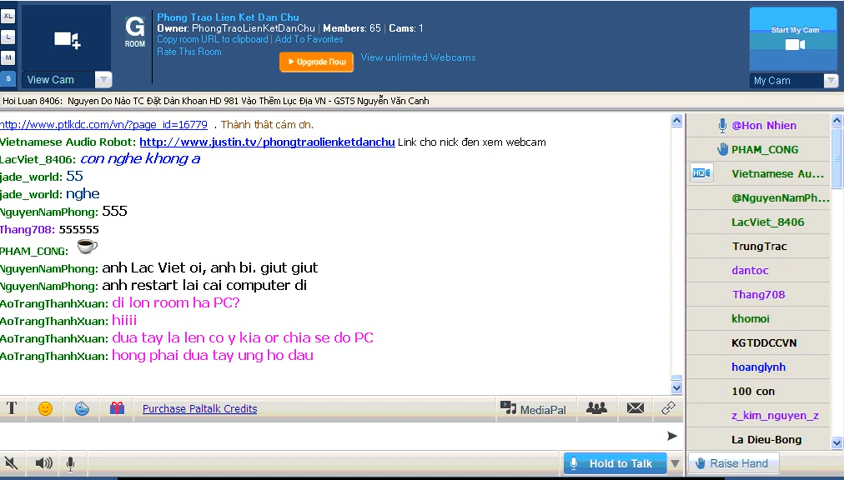 XL
L
M
S
View Cam
G
ROOM
Phong Trao Lien Ket Dan Chu
Owner: PhongTraoLienKetDanChu | Members: 65 | Cams: 1
Copy room URL to clipboard | Add To Favorites
Rate This Room
Upgrade Now
View unlimited Webcams
Start My Cam
My Cam
Hoi Luan 8406: Nguyen Do Nào TC Đặt Dàn Khoan HD 981 Vào Thềm Lục Địa VN - GSTS Nguyễn Văn Canh
http://www.ptlkdc.com/vn/?page_id=16779 . Thành thật cám ơn.
Vietnamese Audio Robot: http://www.justin.tv/phongtraolienketdanchu Link cho nick đen xem webcam
LacViet_8406: con nghe khong a
jade_world: 55
jade_world: nghe
NguyenNamPhong: 555
Thang708: 555555
PHAM_CONG:
NguyenNamPhong: anh Lac Viet oi, anh bi. giut giut
NguyenNamPhong: anh restart lai cai computer di
AoTrangThanhXuan: di lon room ha PC?
AoTrangThanhXuan: hiiii
AoTrangThanhXuan: dua tay la len co y kia or chia se do PC
AoTrangThanhXuan: hong phai dua tay ung ho dau
@Hon Nhien
PHAM_CONG
HQ
Vietnamese Au...
@NguyenNamPh...
LacViet_8406
TrungTrac
dantoc
Thang708
khomoi
KGTDDCCVN
hoanglynh
100 con
z_kim_nguyen_z
La Dieu-Bong
T
Purchase Paltalk Credits
MediaPal
Hold to Talk
Raise Hand